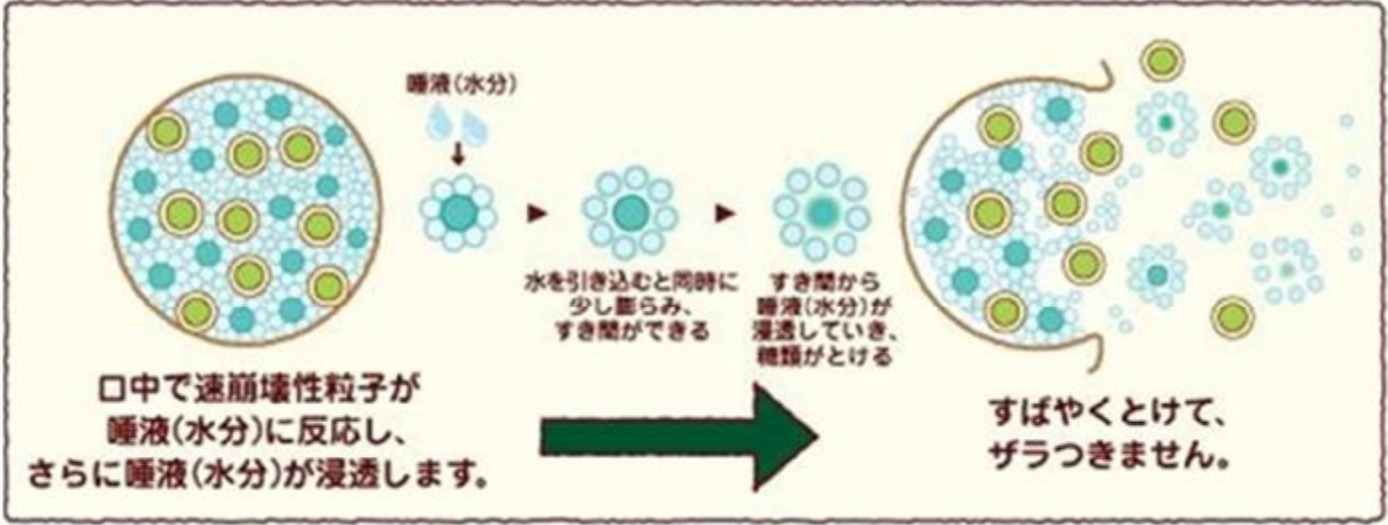 唾液(水分)
水を引き込むと同時に
少し膨らみ、
すき間ができる
すき間から
唾液(水分)が
浸透していき、
糖類がとける
口中で速崩壊性粒子が
唾液(水分)に反応し、
さらに唾液(水分)が浸透します。
すばやくとけて、
ザラつきません。